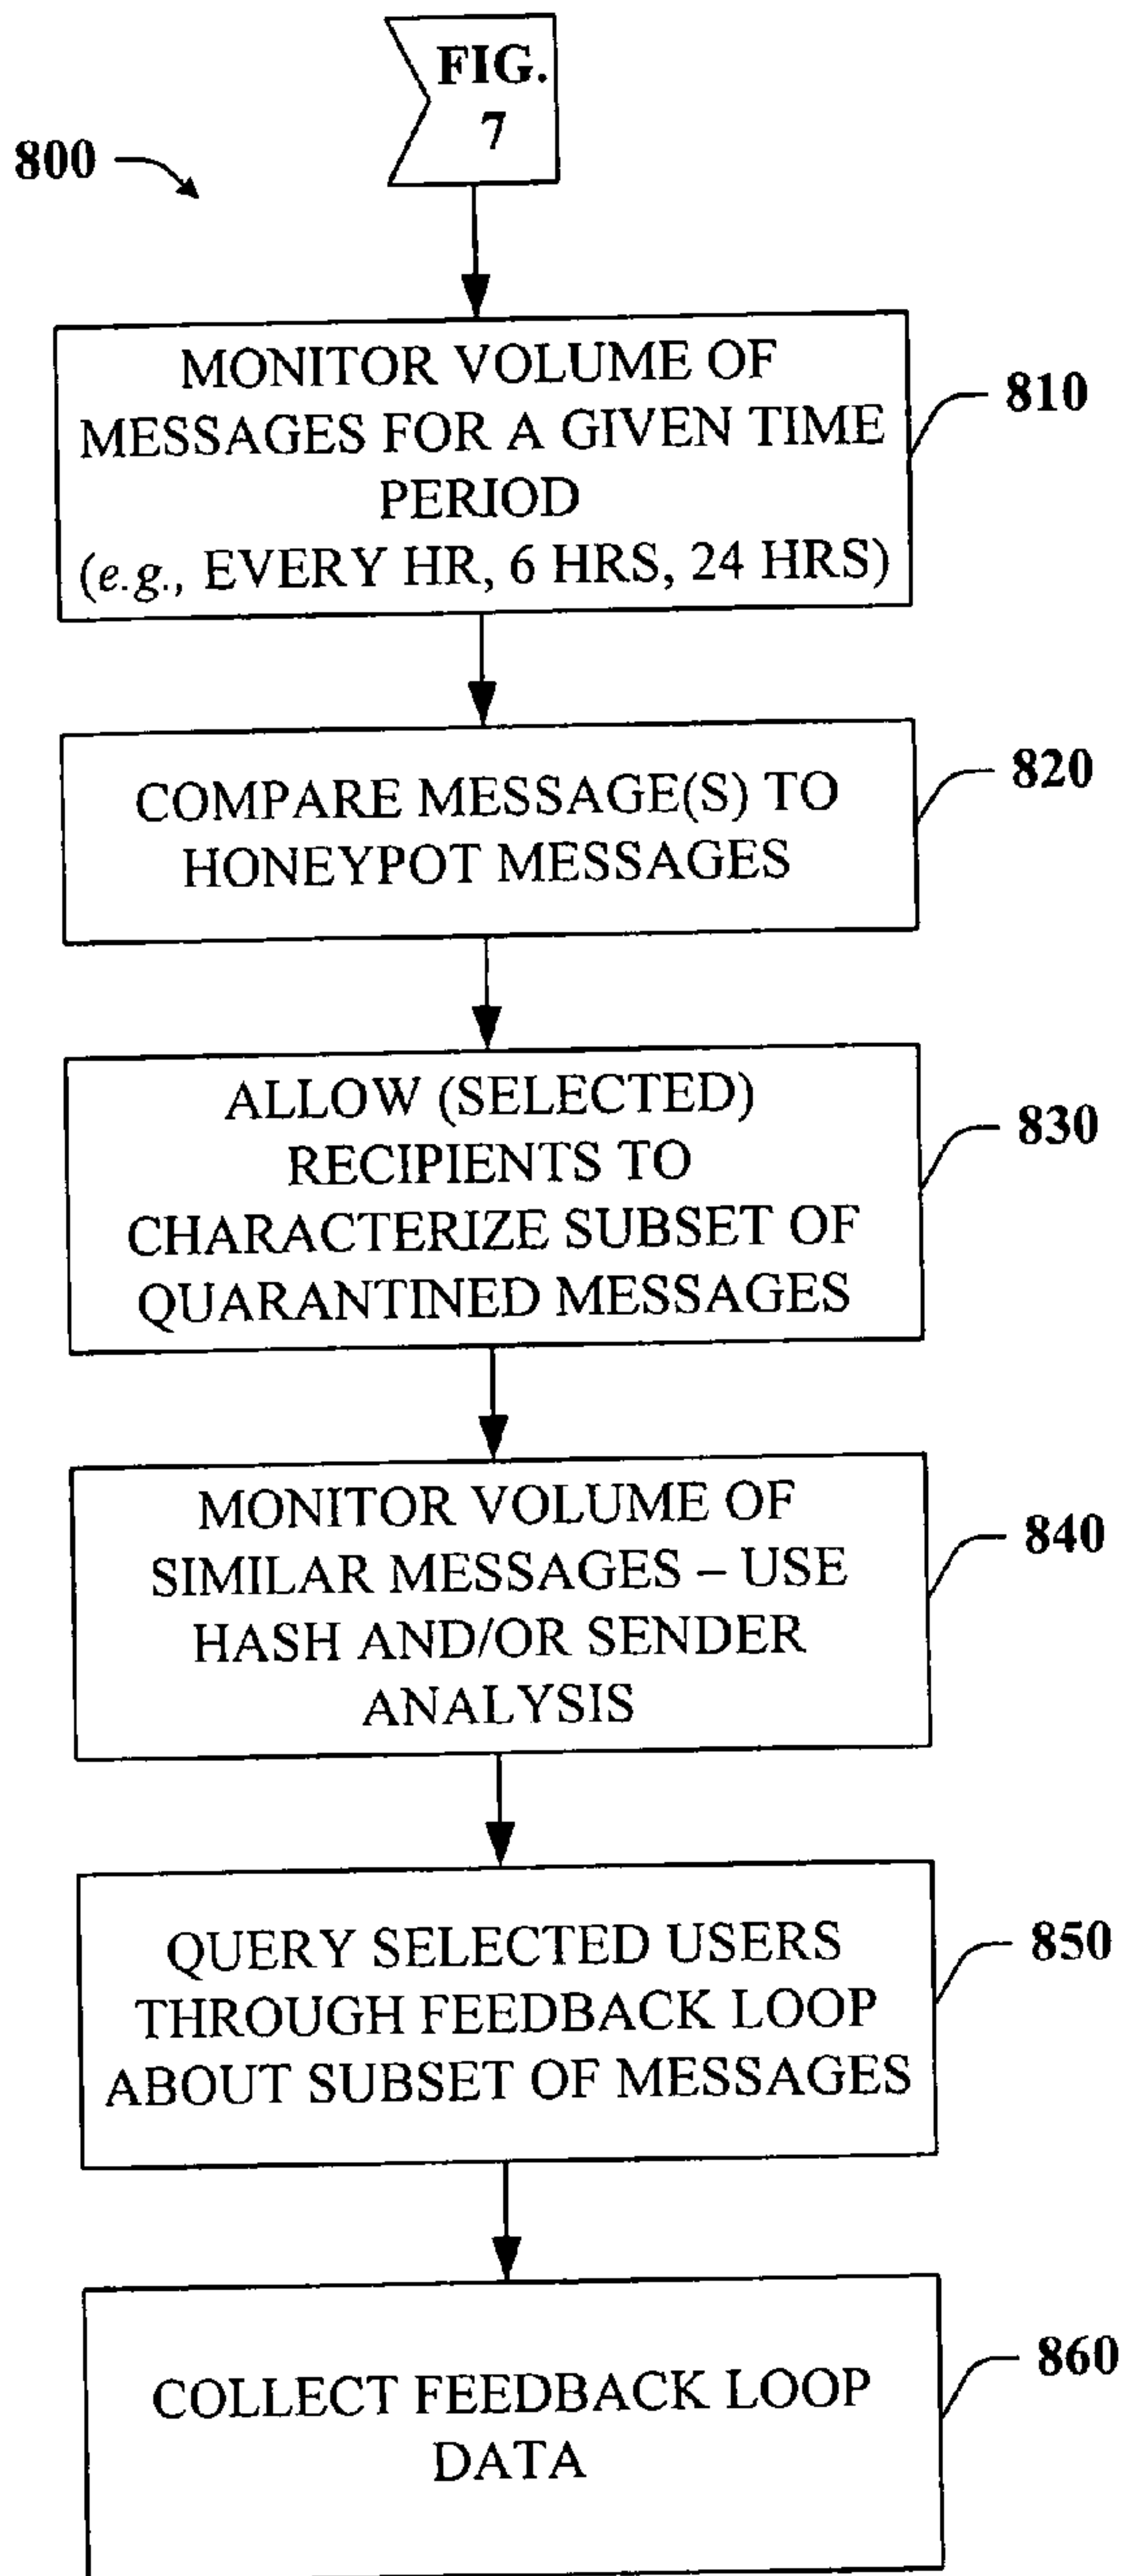 FIG.
7
800
MONITOR VOLUME OF
MESSAGES FOR A GIVEN TIME
PERIOD
(e.g., EVERY HR, 6 HRS, 24 HRS)
810
COMPARE MESSAGE(S) TO
HONEYPOT MESSAGES
820
ALLOW (SELECTED)
RECIPIENTS TO
CHARACTERIZE SUBSET OF
QUARANTINED MESSAGES
830
MONITOR VOLUME OF
SIMILAR MESSAGES – USE
HASH AND/OR SENDER
ANALYSIS
840
QUERY SELECTED USERS
THROUGH FEEDBACK LOOP
ABOUT SUBSET OF MESSAGES
850
COLLECT FEEDBACK LOOP
DATA
860